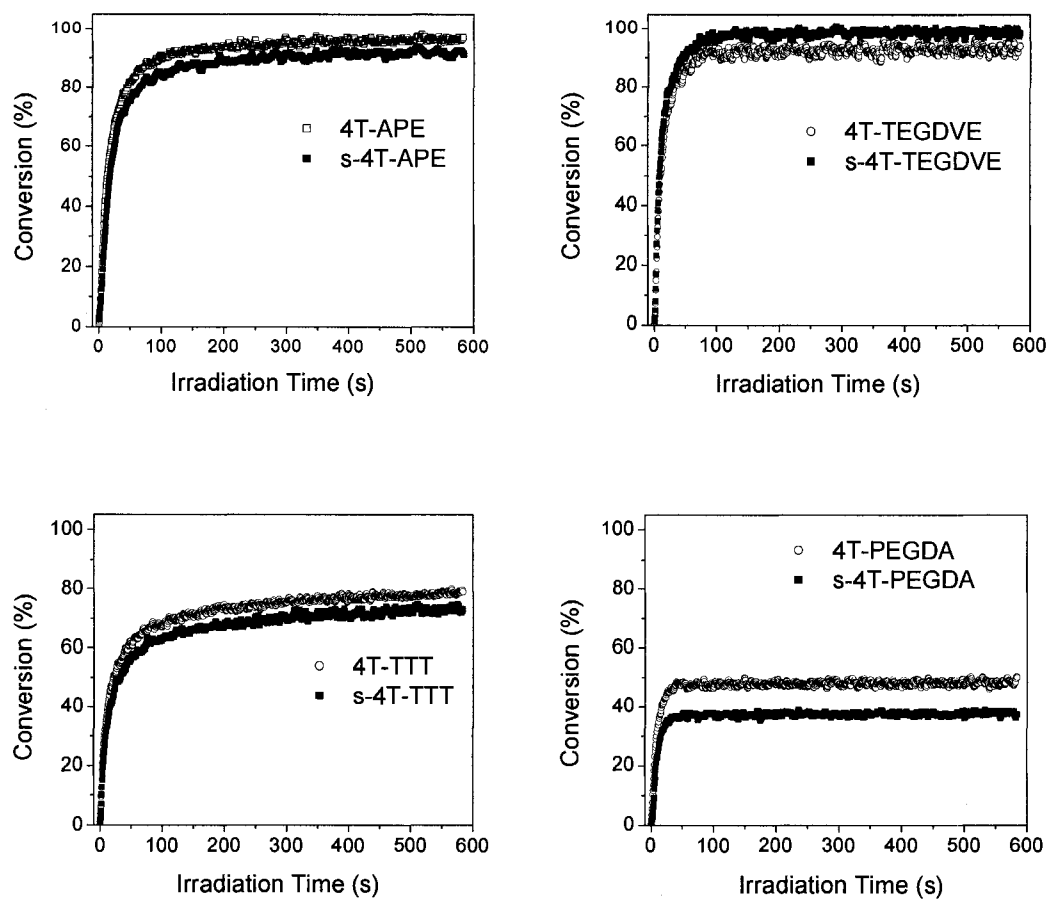 100
80
60
40
20
0
Conversion (%)
4T-APE
s-4T-APE
0 100 200 300 400 500 600
Irradiation Time (s)
100
80
60
40
20
0
Conversion (%)
4T-TEGDVE
s-4T-TEGDVE
0 100 200 300 400 500 600
Irradiation Time (s)
100
80
60
40
20
0
Conversion (%)
4T-TTT
s-4T-TTT
0 100 200 300 400 500 600
Irradiation Time (s)
100
80
60
40
20
0
Conversion (%)
4T-PEGDA
s-4T-PEGDA
0 100 200 300 400 500 600
Irradiation Time (s)